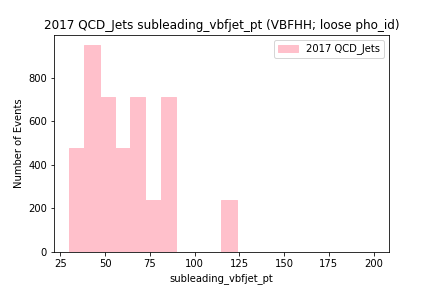 2017 QCD_Jets subleading_vbfjet_pt (VBFHH; loose pho_id)
2017 QCD_Jets
Number of Events
800
600
400
200
0
25 50 75 100 125 150 175 200
subleading_vbfjet_pt